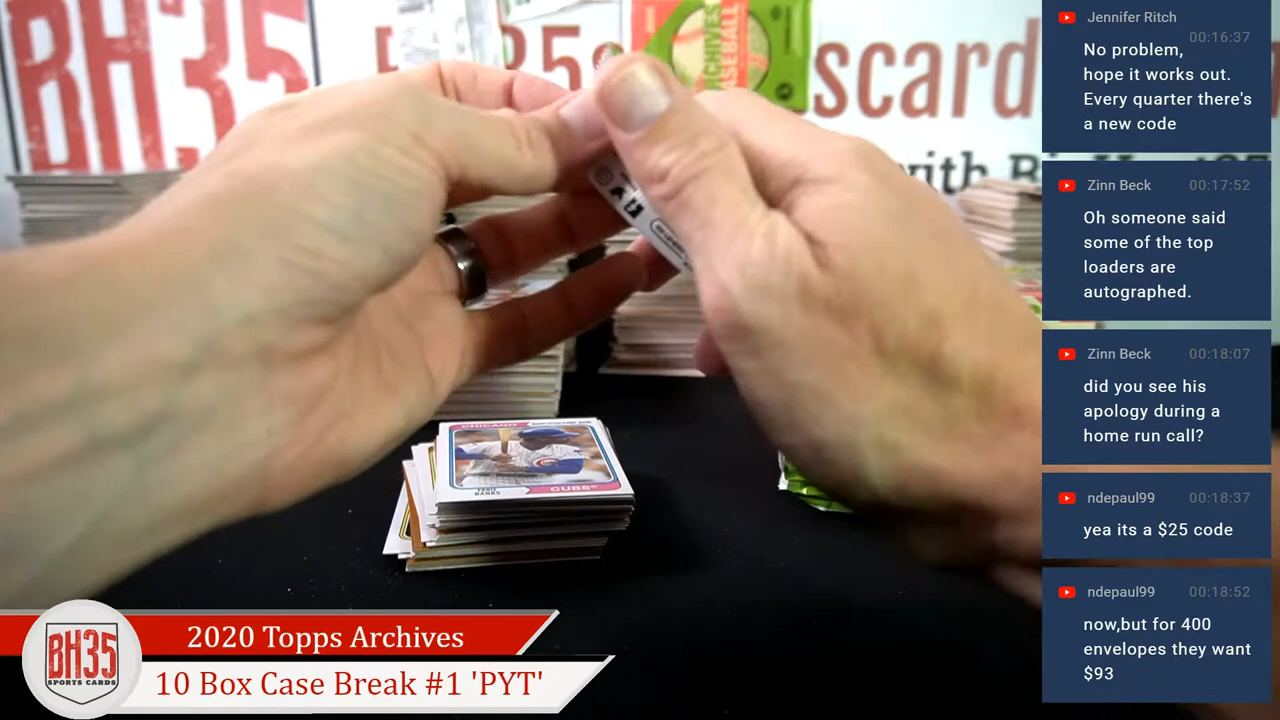 BH35
ARCHIVES
BASEBALL
scard
with
CHICAGO
ERNIE
BANKS
CUBS
BH35
SPORTS CARDS
2020 Topps Archives
10 Box Case Break #1 'PYT'
Jennifer Ritch
00:16:37
No problem,
hope it works out.
Every quarter there's
a new code
Zinn Beck 00:17:52
Oh someone said
some of the top
loaders are
autographed.
Zinn Beck 00:18:07
did you see his
apology during a
home run call?
ndepaul99 00:18:37
yea its a $25 code
ndepaul99 00:18:52
now,but for 400
envelopes they want
$93